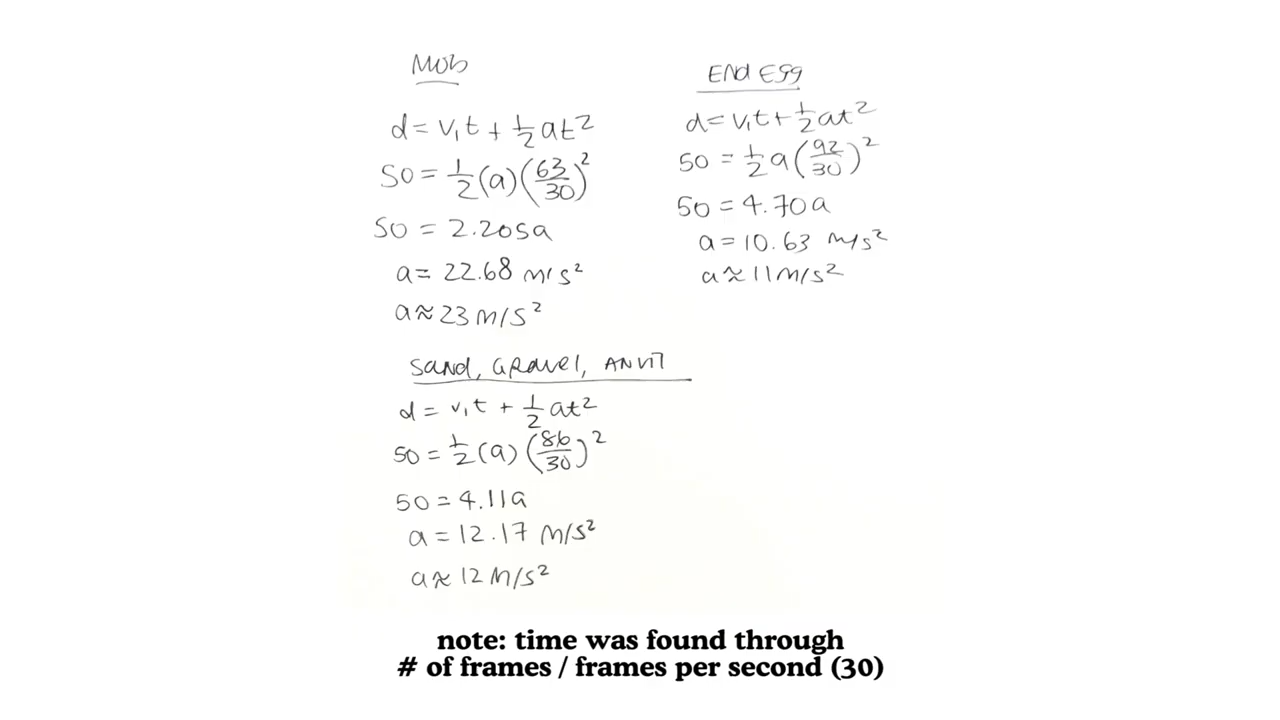 Mob
d = v₁t + ½at²
50 = ½(a)(63/30)²
50 = 2.205a
a = 22.68 m/s²
a ≈ 23 m/s²
End Egg
d = v₁t + ½at²
50 = ½a(92/30)²
50 = 4.70a
a = 10.63 m/s²
a ≈ 11 m/s²
Sand, Gravel, Anvil
d = v₁t + ½at²
50 = ½(a)(86/30)²
50 = 4.11a
a = 12.17 m/s²
a ≈ 12 m/s²
note: time was found through
# of frames / frames per second (30)